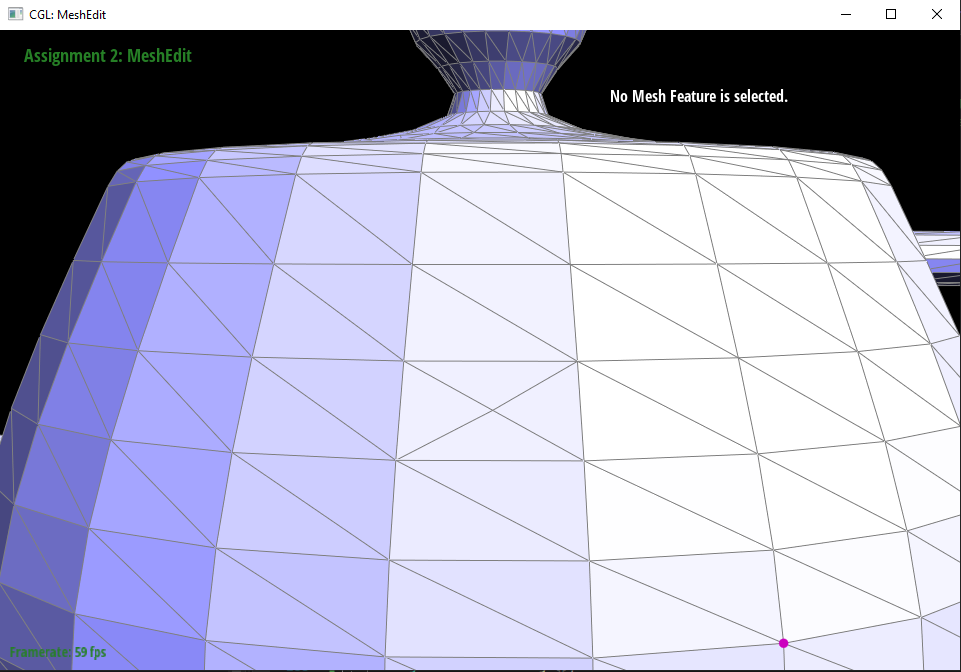 CGL: MeshEdit
Assignment 2: MeshEdit
No Mesh Feature is selected.
Framerate: 59 fps